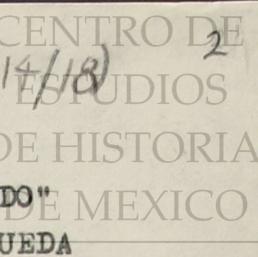 CENTRO DE
2
14/18)
ESTUDIOS
DE HISTORIA
DO"
DE MEXICO
UEDA